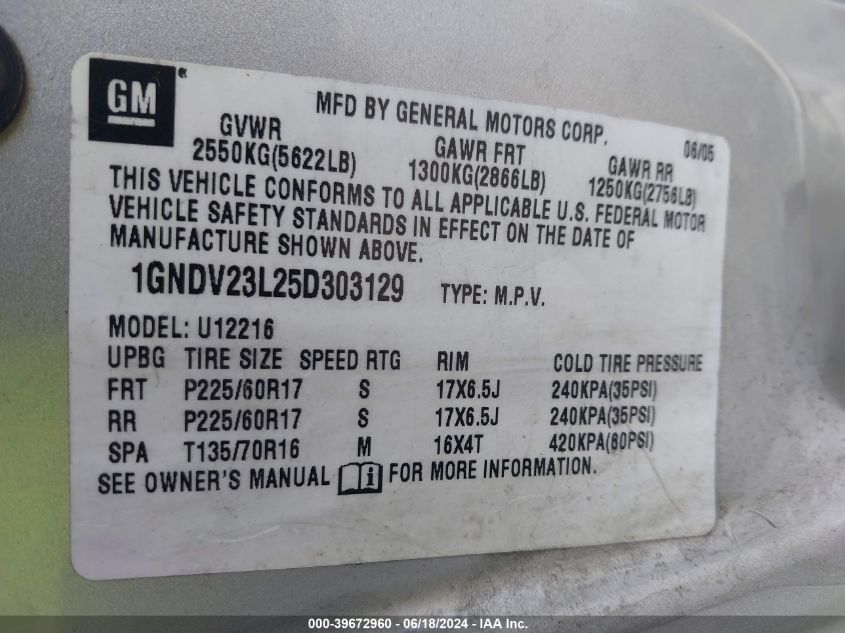 GM ®
MFD BY GENERAL MOTORS CORP. 06/05
GVWR GAWR FRT GAWR RR
2550KG(5622LB) 1300KG(2866LB) 1250KG(2756LB)
THIS VEHICLE CONFORMS TO ALL APPLICABLE U.S. FEDERAL MOTOR
VEHICLE SAFETY STANDARDS IN EFFECT ON THE DATE OF
MANUFACTURE SHOWN ABOVE.
1GNDV23L25D303129 TYPE: M.P.V.
MODEL: U12216
UPBG TIRE SIZE SPEED RTG RIM COLD TIRE PRESSURE
FRT P225/60R17 S 17X6.5J 240KPA(35PSI)
RR P225/60R17 S 17X6.5J 240KPA(35PSI)
SPA T135/70R16 M 16X4T 420KPA(60PSI)
SEE OWNER'S MANUAL i FOR MORE INFORMATION.
000-39672960 - 06/18/2024 - IAA, Inc.